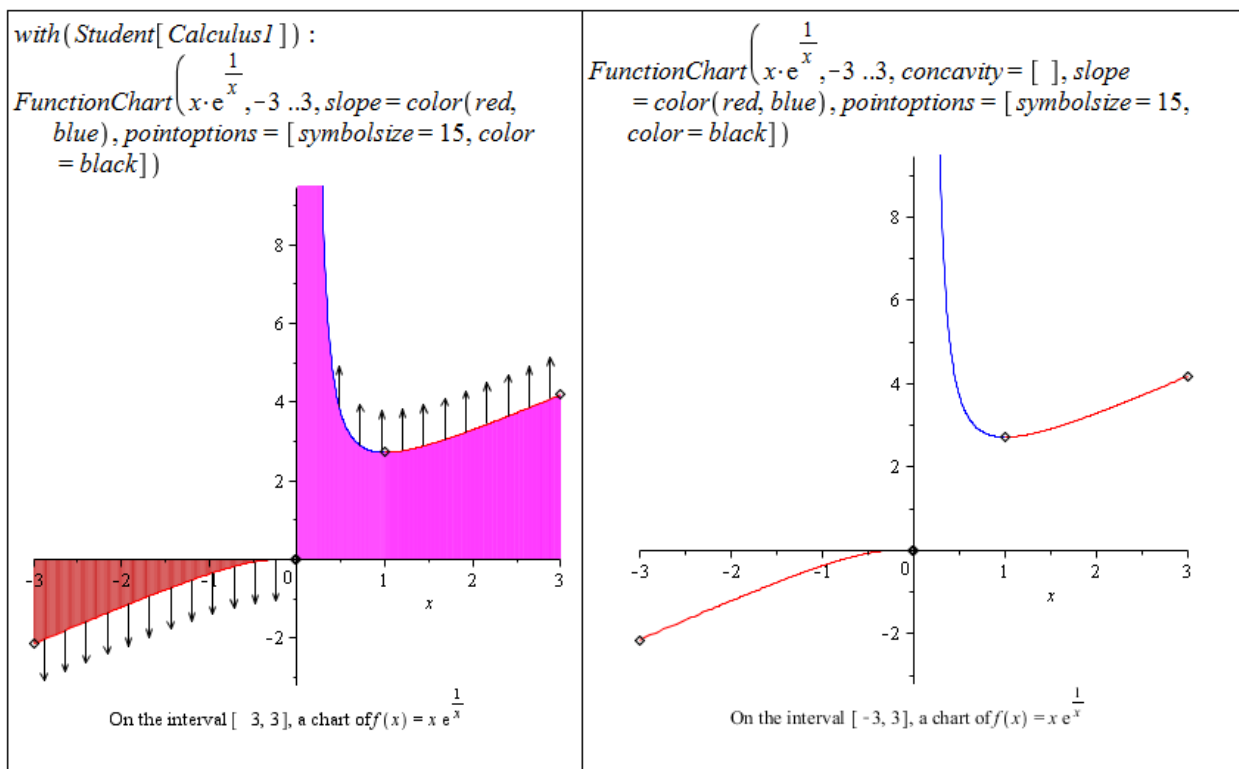 with(Student[Calculus1]) :
FunctionChart(x·e^(1/x), -3 ..3, slope = color(red,
blue), pointoptions = [symbolsize = 15, color
= black])
8
6
4
2
-3
-2
-1
0
1
2
3
x
-2
On the interval [ 3, 3], a chart of f(x) = x e^(1/x)
FunctionChart(x·e^(1/x), -3 ..3, concavity = [ ], slope
= color(red, blue), pointoptions = [symbolsize = 15,
color = black])
8
6
4
2
-3
-2
-1
0
1
2
3
x
-2
On the interval [ -3, 3], a chart of f(x) = x e^(1/x)